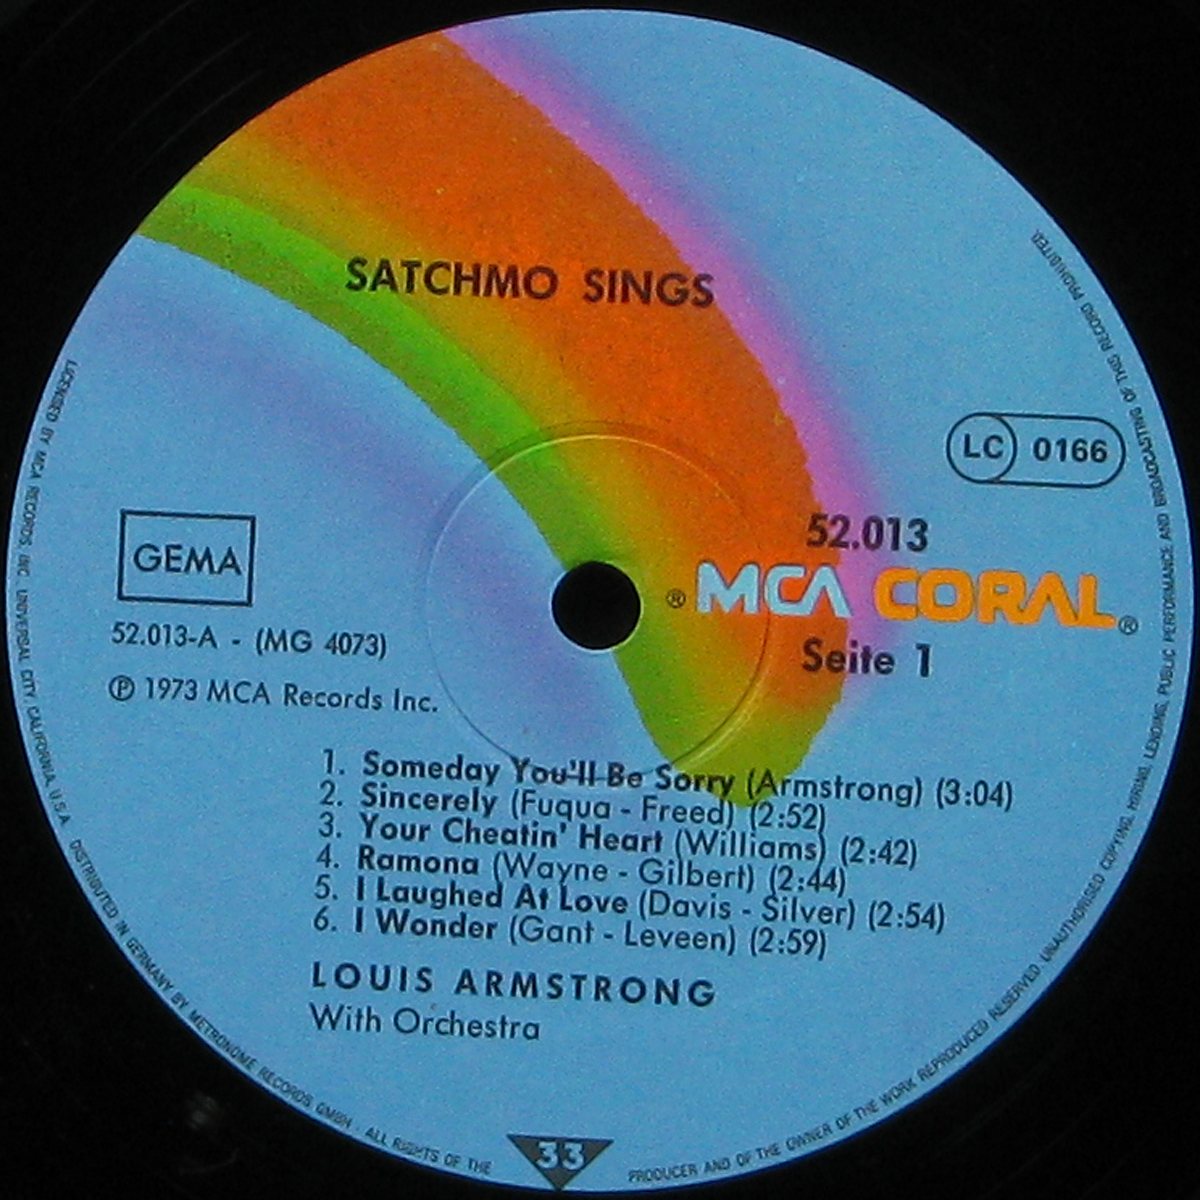 SATCHMO SINGS
LC 0166
52.013
® MCA CORAL ®
Seite 1
GEMA
52.013-A - (MG 4073)
Ⓟ 1973 MCA Records Inc.
1. Someday You'll Be Sorry (Armstrong) (3:04)
2. Sincerely (Fuqua - Freed) (2:52)
3. Your Cheatin' Heart (Williams) (2:42)
4. Ramona (Wayne - Gilbert) (2:44)
5. I Laughed At Love (Davis - Silver) (2:54)
6. I Wonder (Gant - Leveen) (2:59)
LOUIS ARMSTRONG
With Orchestra
33
LICENSED BY MCA RECORDS INC. UNIVERSAL CITY, CALIFORNIA, U.S.A. DISTRIBUTED IN GERMANY BY METRONOME RECORDS GMBH · ALL RIGHTS OF THE PRODUCER AND OF THE OWNER OF THE WORK REPRODUCED RESERVED. UNAUTHORISED COPYING, HIRING, LENDING, PUBLIC PERFORMANCE AND BROADCASTING OF THIS RECORD PROHIBITED.